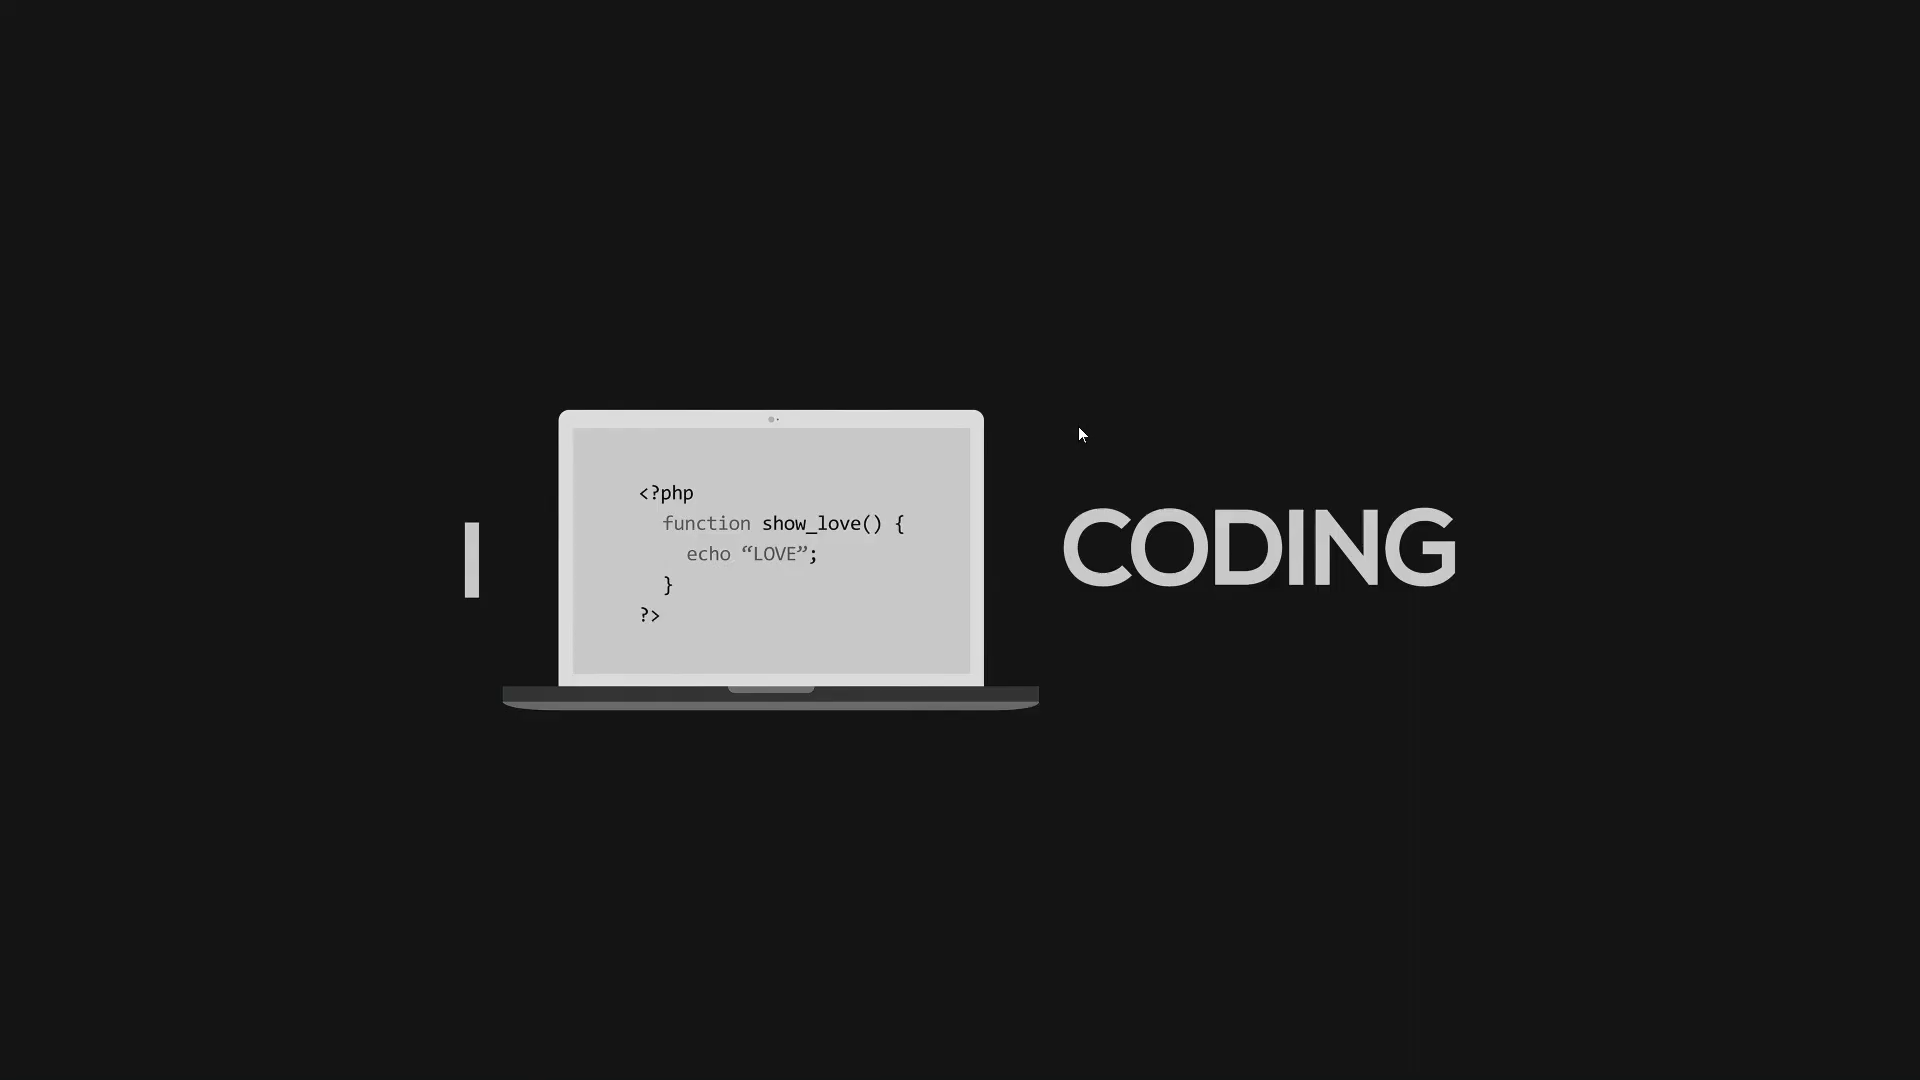 I
<?php
function show_love() {
echo “LOVE”;
}
?>
CODING